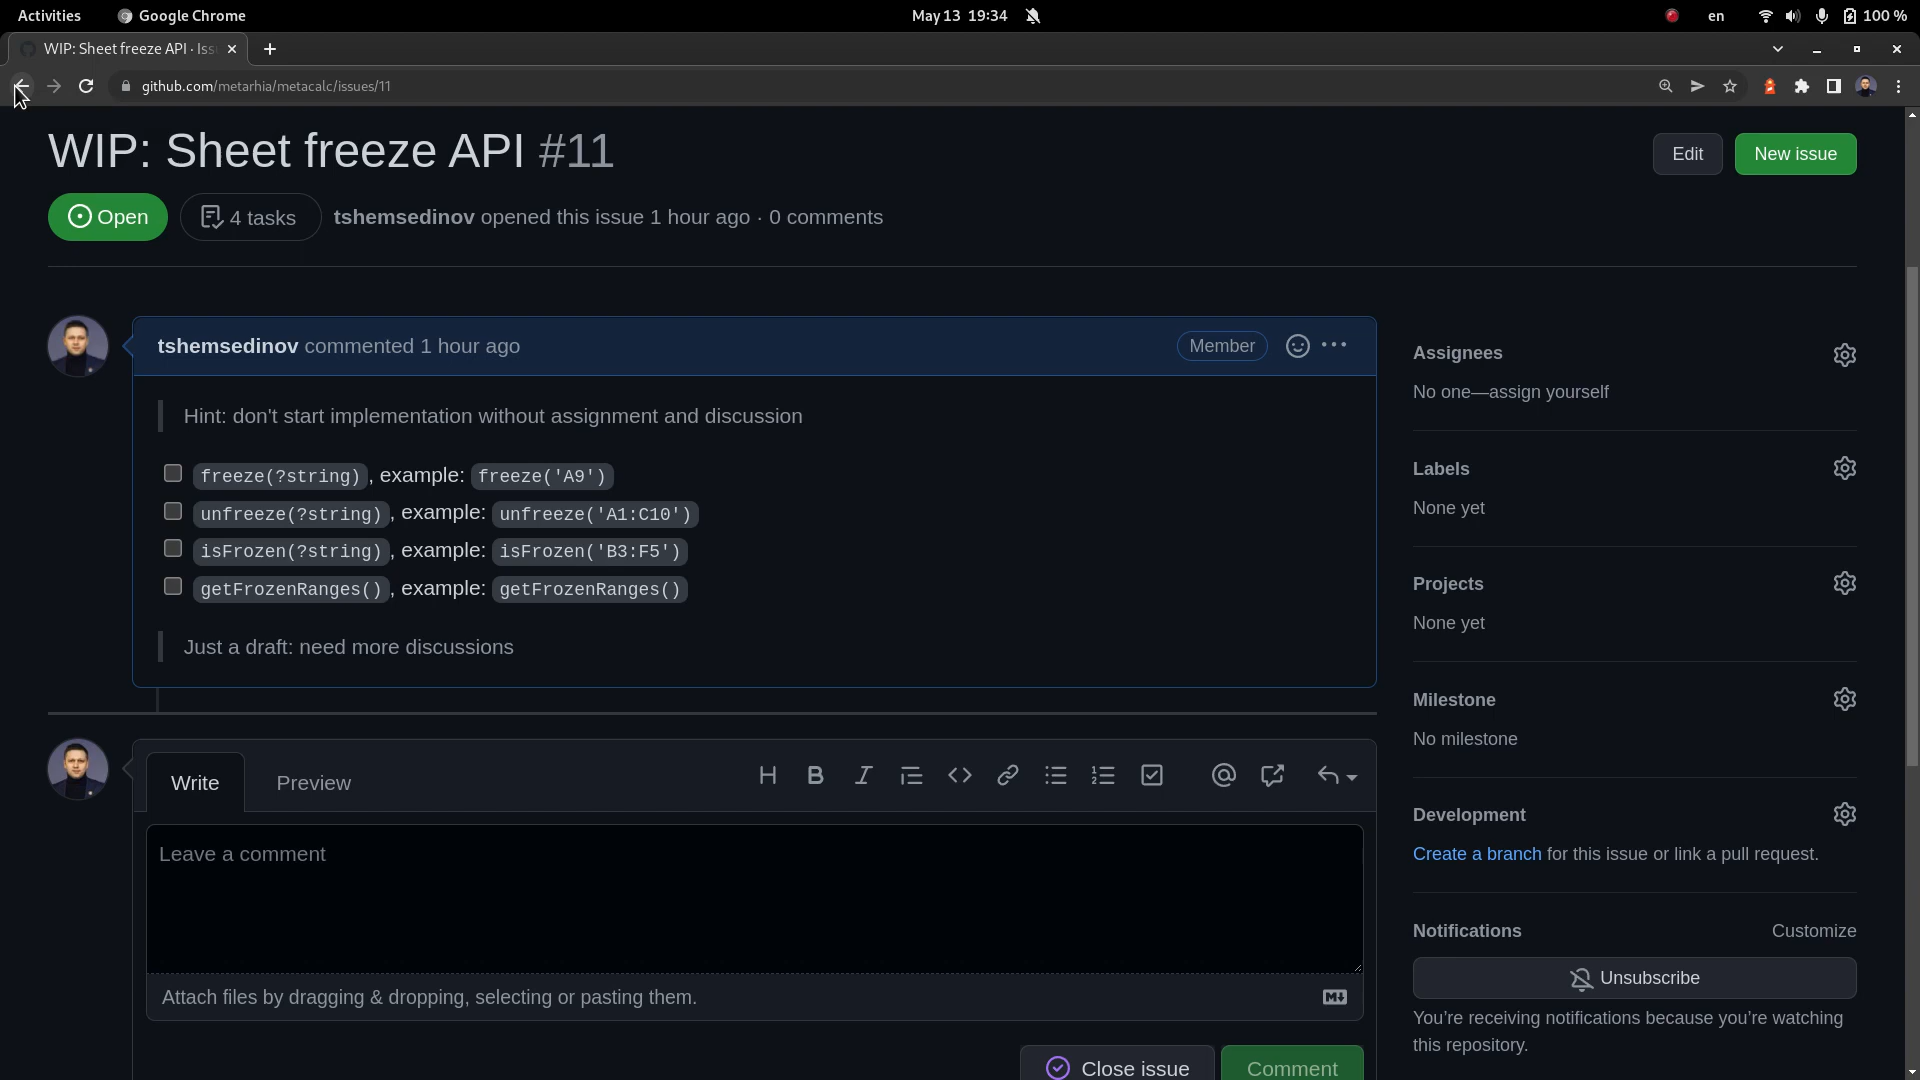 Activities Google Chrome May 13 19:34 en 100 %
WIP: Sheet freeze API · Iss
github.com/metarhia/metacalc/issues/11
WIP: Sheet freeze API #11
Edit New issue
Open 4 tasks tshemsedinov opened this issue 1 hour ago · 0 comments
tshemsedinov commented 1 hour ago Member
Hint: don't start implementation without assignment and discussion
freeze(?string), example: freeze('A9')
unfreeze(?string), example: unfreeze('A1:C10')
isFrozen(?string), example: isFrozen('B3:F5')
getFrozenRanges(), example: getFrozenRanges()
Just a draft: need more discussions
Write Preview
Leave a comment
Attach files by dragging & dropping, selecting or pasting them.
Close issue Comment
Assignees
No one—assign yourself
Labels
None yet
Projects
None yet
Milestone
No milestone
Development
Create a branch for this issue or link a pull request.
Notifications Customize
Unsubscribe
You're receiving notifications because you're watching
this repository.